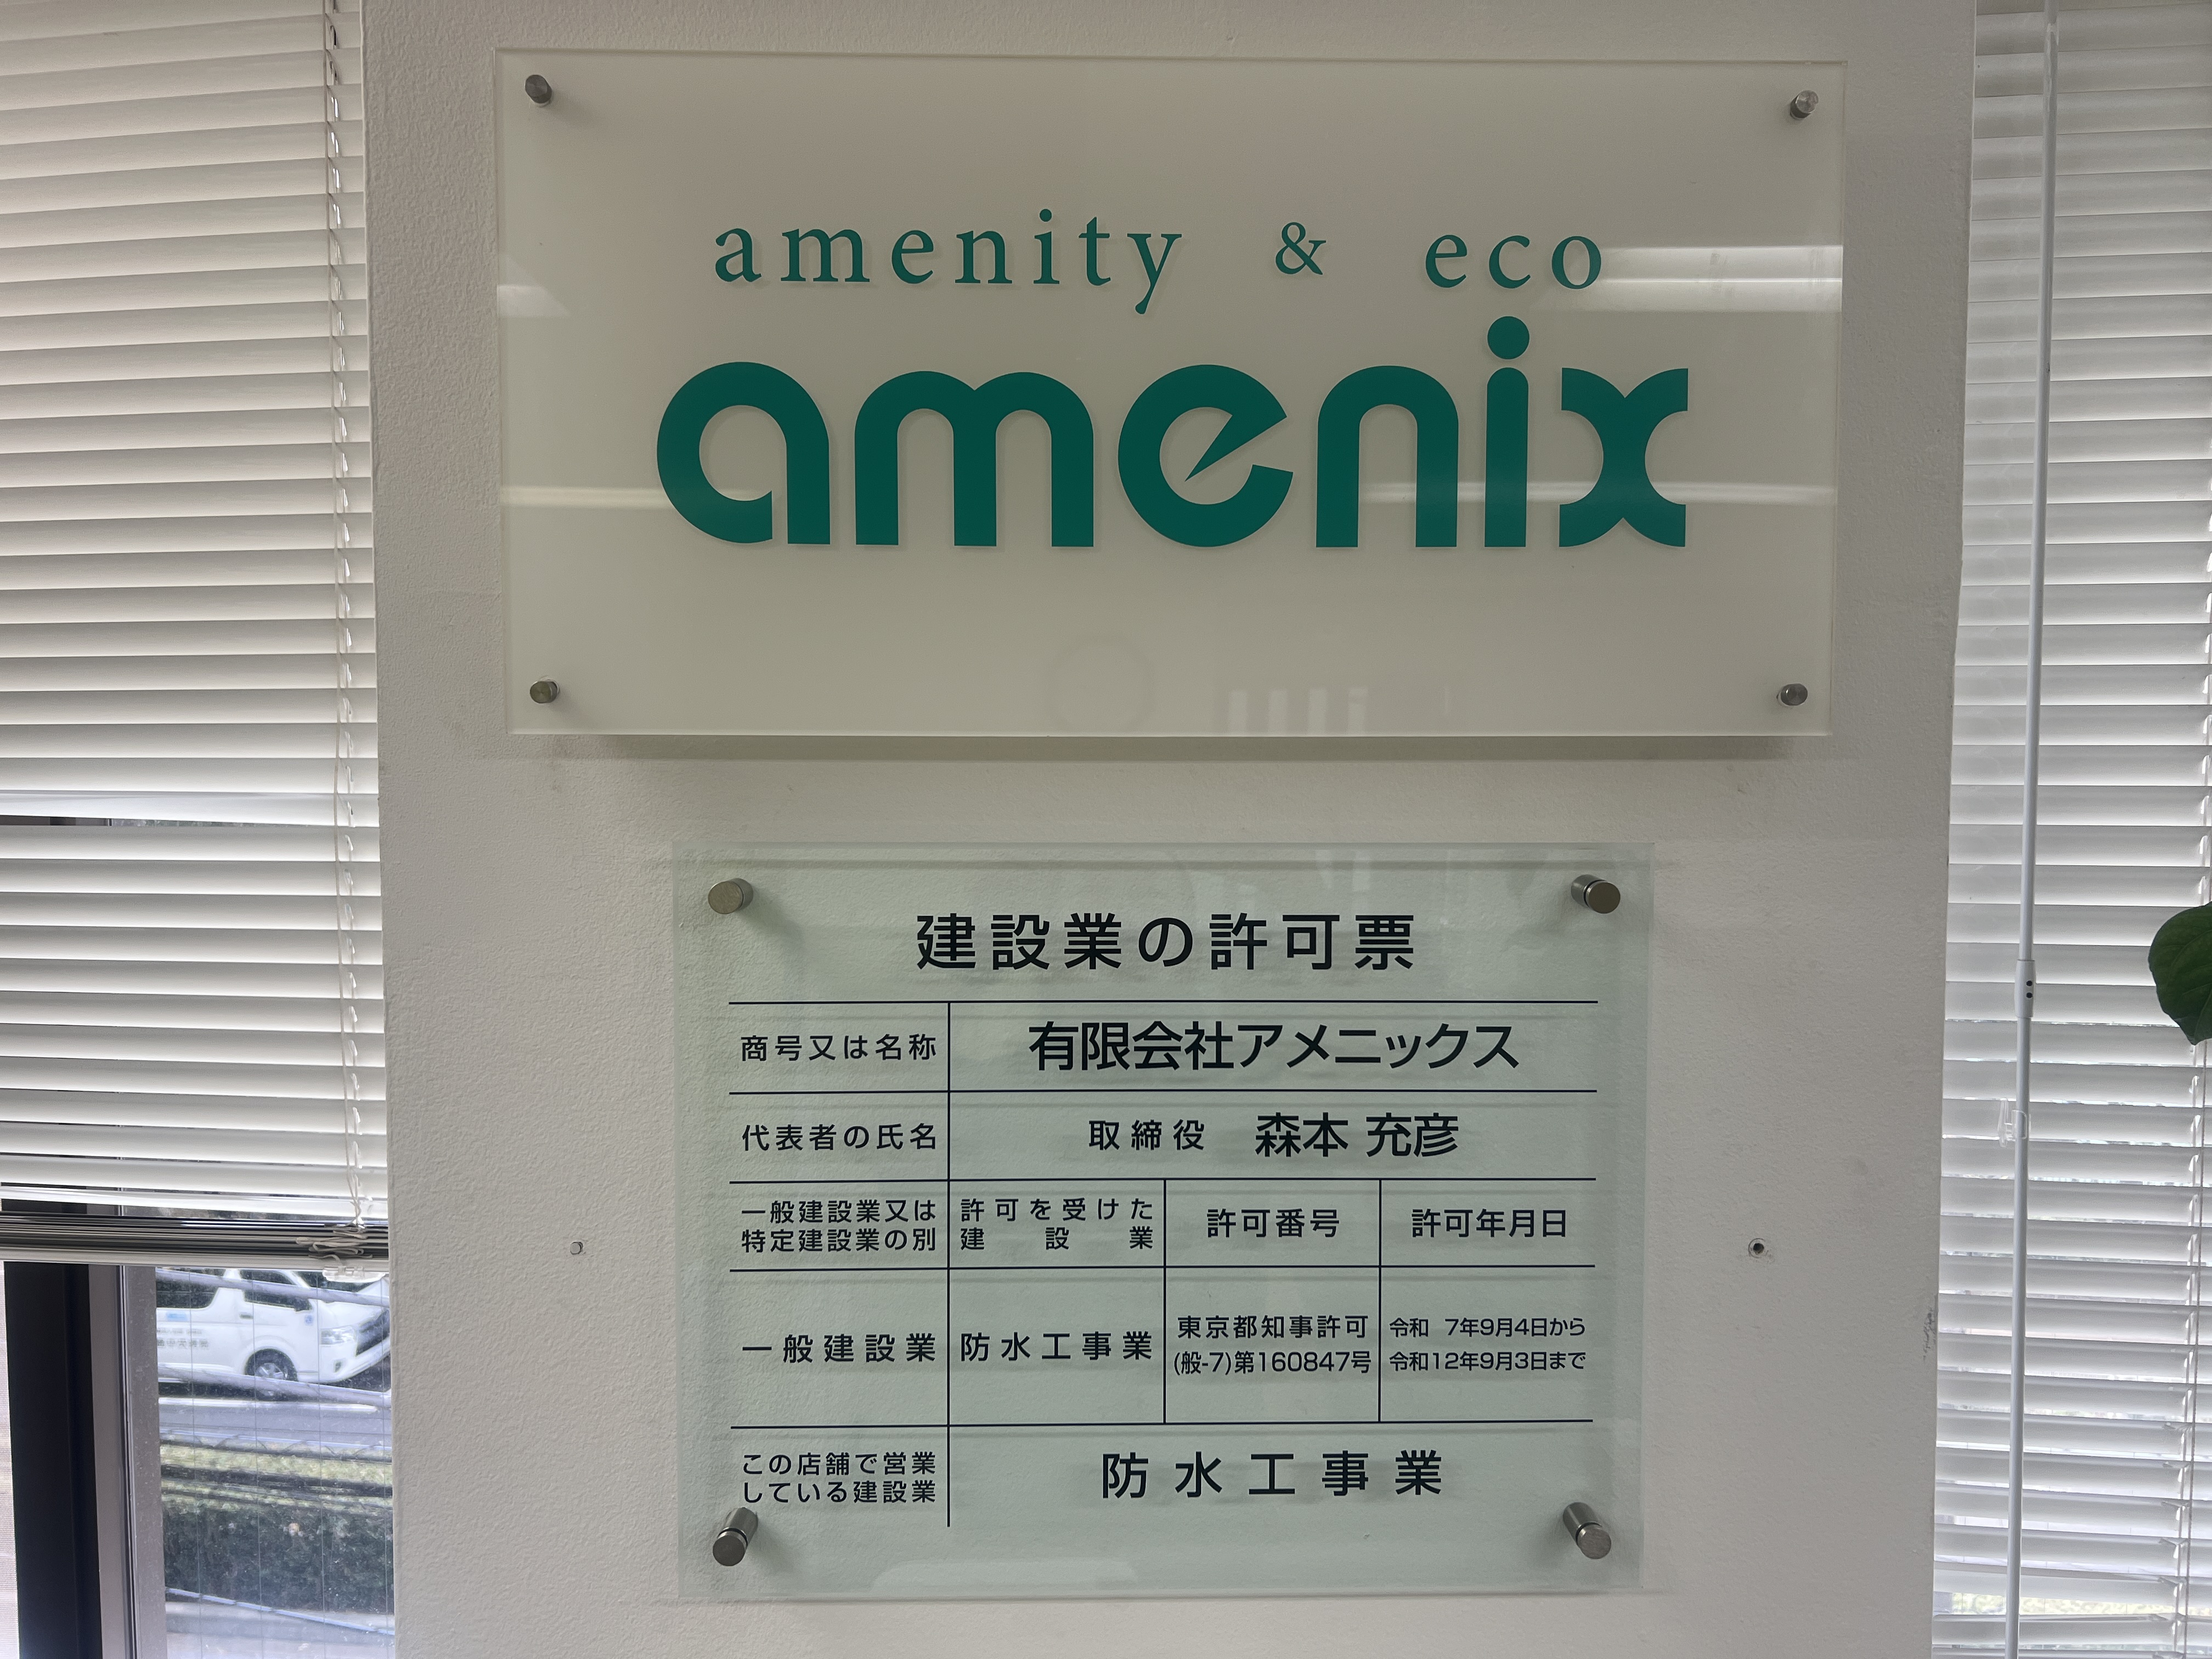 amenity & eco
amenix
建設業の許可票
商号又は名称 有限会社アメニックス
代表者の氏名 取締役 森本 充彦
一般建設業又は特定建設業の別 許可を受けた建設業 許可番号 許可年月日
一般建設業 防水工事業 東京都知事許可 (般-7)第160847号 令和 7年9月4日から 令和12年9月3日まで
この店舗で営業している建設業 防水工事業